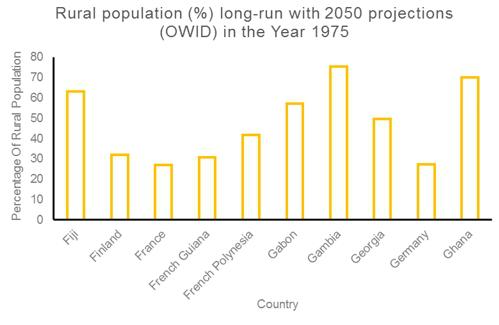 Rural population (%) long-run with 2050 projections
(OWID) in the Year 1975
Percentage Of Rural Population
80
70
60
50
40
30
20
10
0
Fiji
Finland
France
French Guiana
French Polynesia
Gabon
Gambia
Georgia
Germany
Ghana
Country